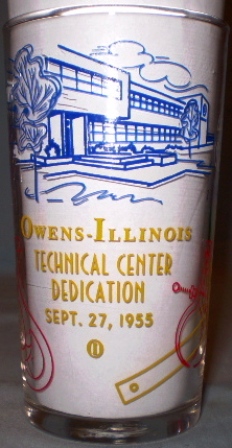 OWENS-ILLINOIS
TECHNICAL CENTER
DEDICATION
SEPT. 27, 1955